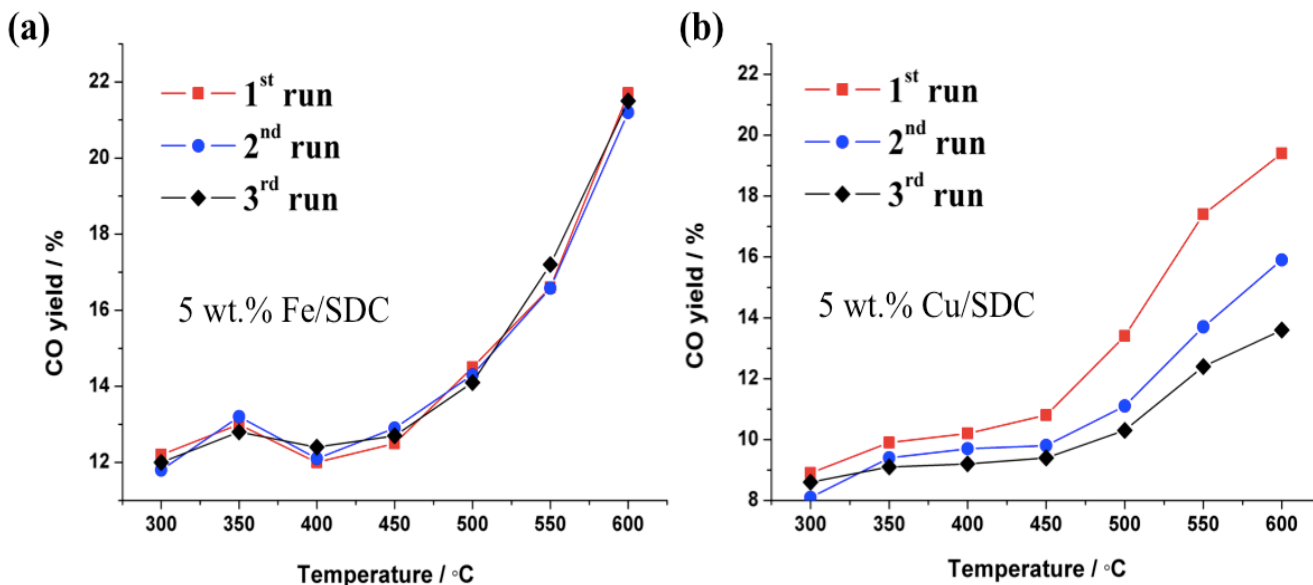 (a)
1st run
2nd run
3rd run
5 wt.% Fe/SDC
CO yield / %
22
20
18
16
14
12
300 350 400 450 500 550 600
Temperature / °C
(b)
1st run
2nd run
3rd run
5 wt.% Cu/SDC
CO yield / %
22
20
18
16
14
12
10
8
300 350 400 450 500 550 600
Temperature / °C